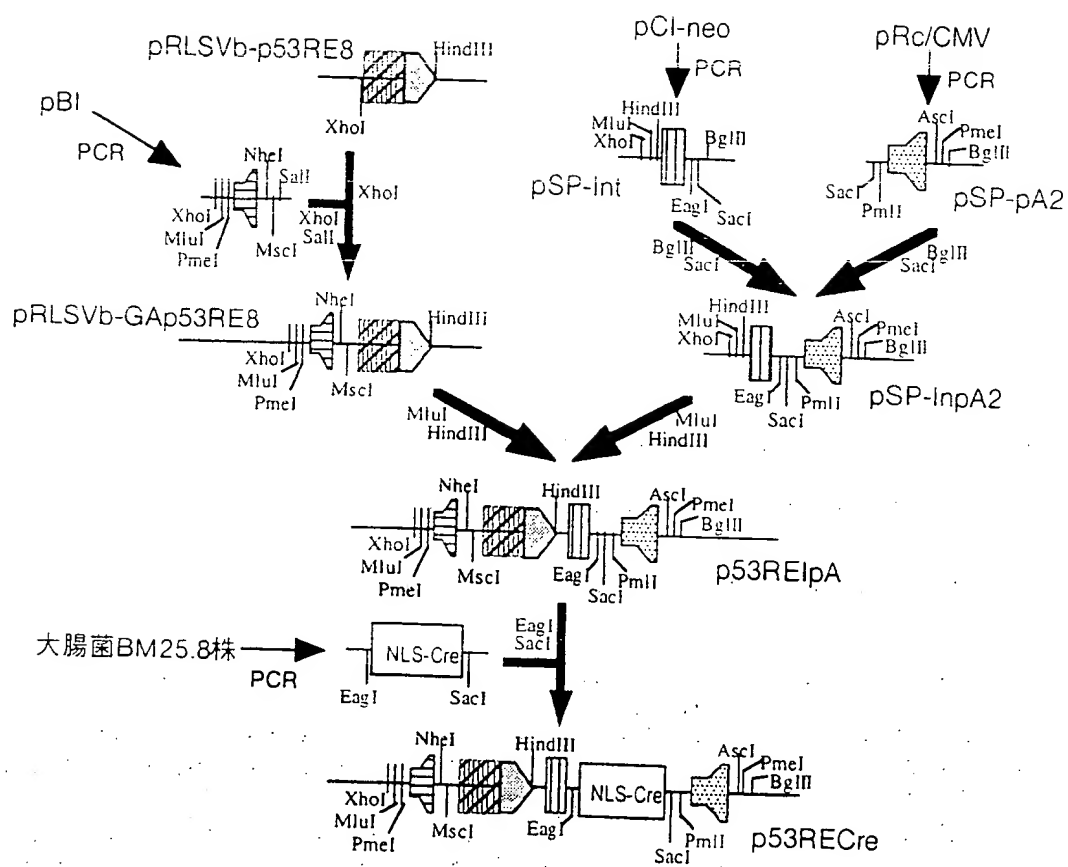 pRLSVb-p53RE8
HindIII
XhoI
pBI
PCR
NheI
SalI
XhoI
MluI
PmeI
MscI
XhoI
SalI
XhoI
pCI-neo
PCR
HindIII
MluI
XhoI
BglII
EagI
SacI
pSP-Int
pRc/CMV
PCR
AscI
PmeI
BglII
SacI
PmlI
pSP-pA2
BglII
SacI
BglII
SacI
pRLSVb-GAp53RE8
NheI
HindIII
XhoI
MluI
PmeI
MscI
HindIII
MluI
XhoI
AscI
PmeI
BglII
EagI
SacI
PmlI
pSP-InpA2
MluI
HindIII
MluI
HindIII
NheI
HindIII
AscI
PmeI
BglII
XhoI
MluI
PmeI
MscI
EagI
SacI
PmlI
p53REIpA
大腸菌BM25.8株
PCR
NLS-Cre
EagI
SacI
EagI
SacI
NheI
HindIII
AscI
PmeI
BglII
XhoI
MluI
PmeI
MscI
EagI
NLS-Cre
SacI
PmlI
p53RECre